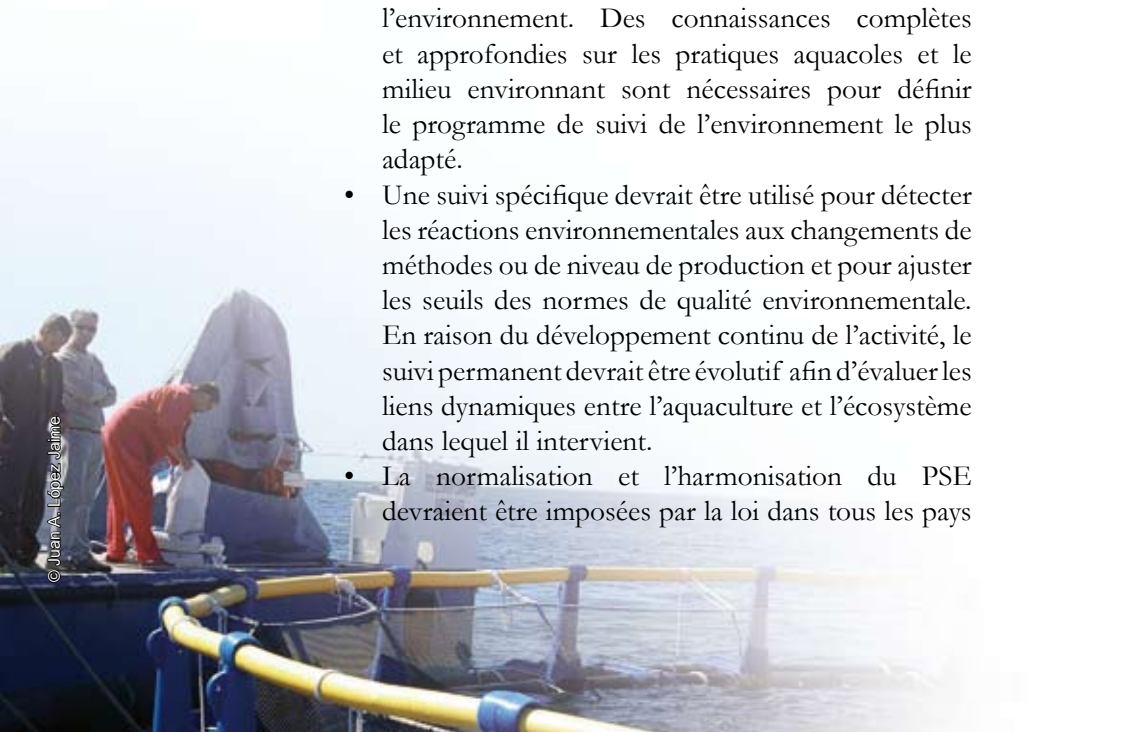 l'environnement. Des connaissances complètes
et approfondies sur les pratiques aquacoles et le
milieu environnant sont nécessaires pour définir
le programme de suivi de l'environnement le plus
adapté.
• Une suivi spécifique devrait être utilisé pour détecter
les réactions environnementales aux changements de
méthodes ou de niveau de production et pour ajuster
les seuils des normes de qualité environnementale.
En raison du développement continu de l'activité, le
suivi permanent devrait être évolutif afin d'évaluer les
liens dynamiques entre l'aquaculture et l'écosystème
dans lequel il intervient.
• La normalisation et l'harmonisation du PSE
devraient être imposées par la loi dans tous les pays
© Juan A. López Jaime